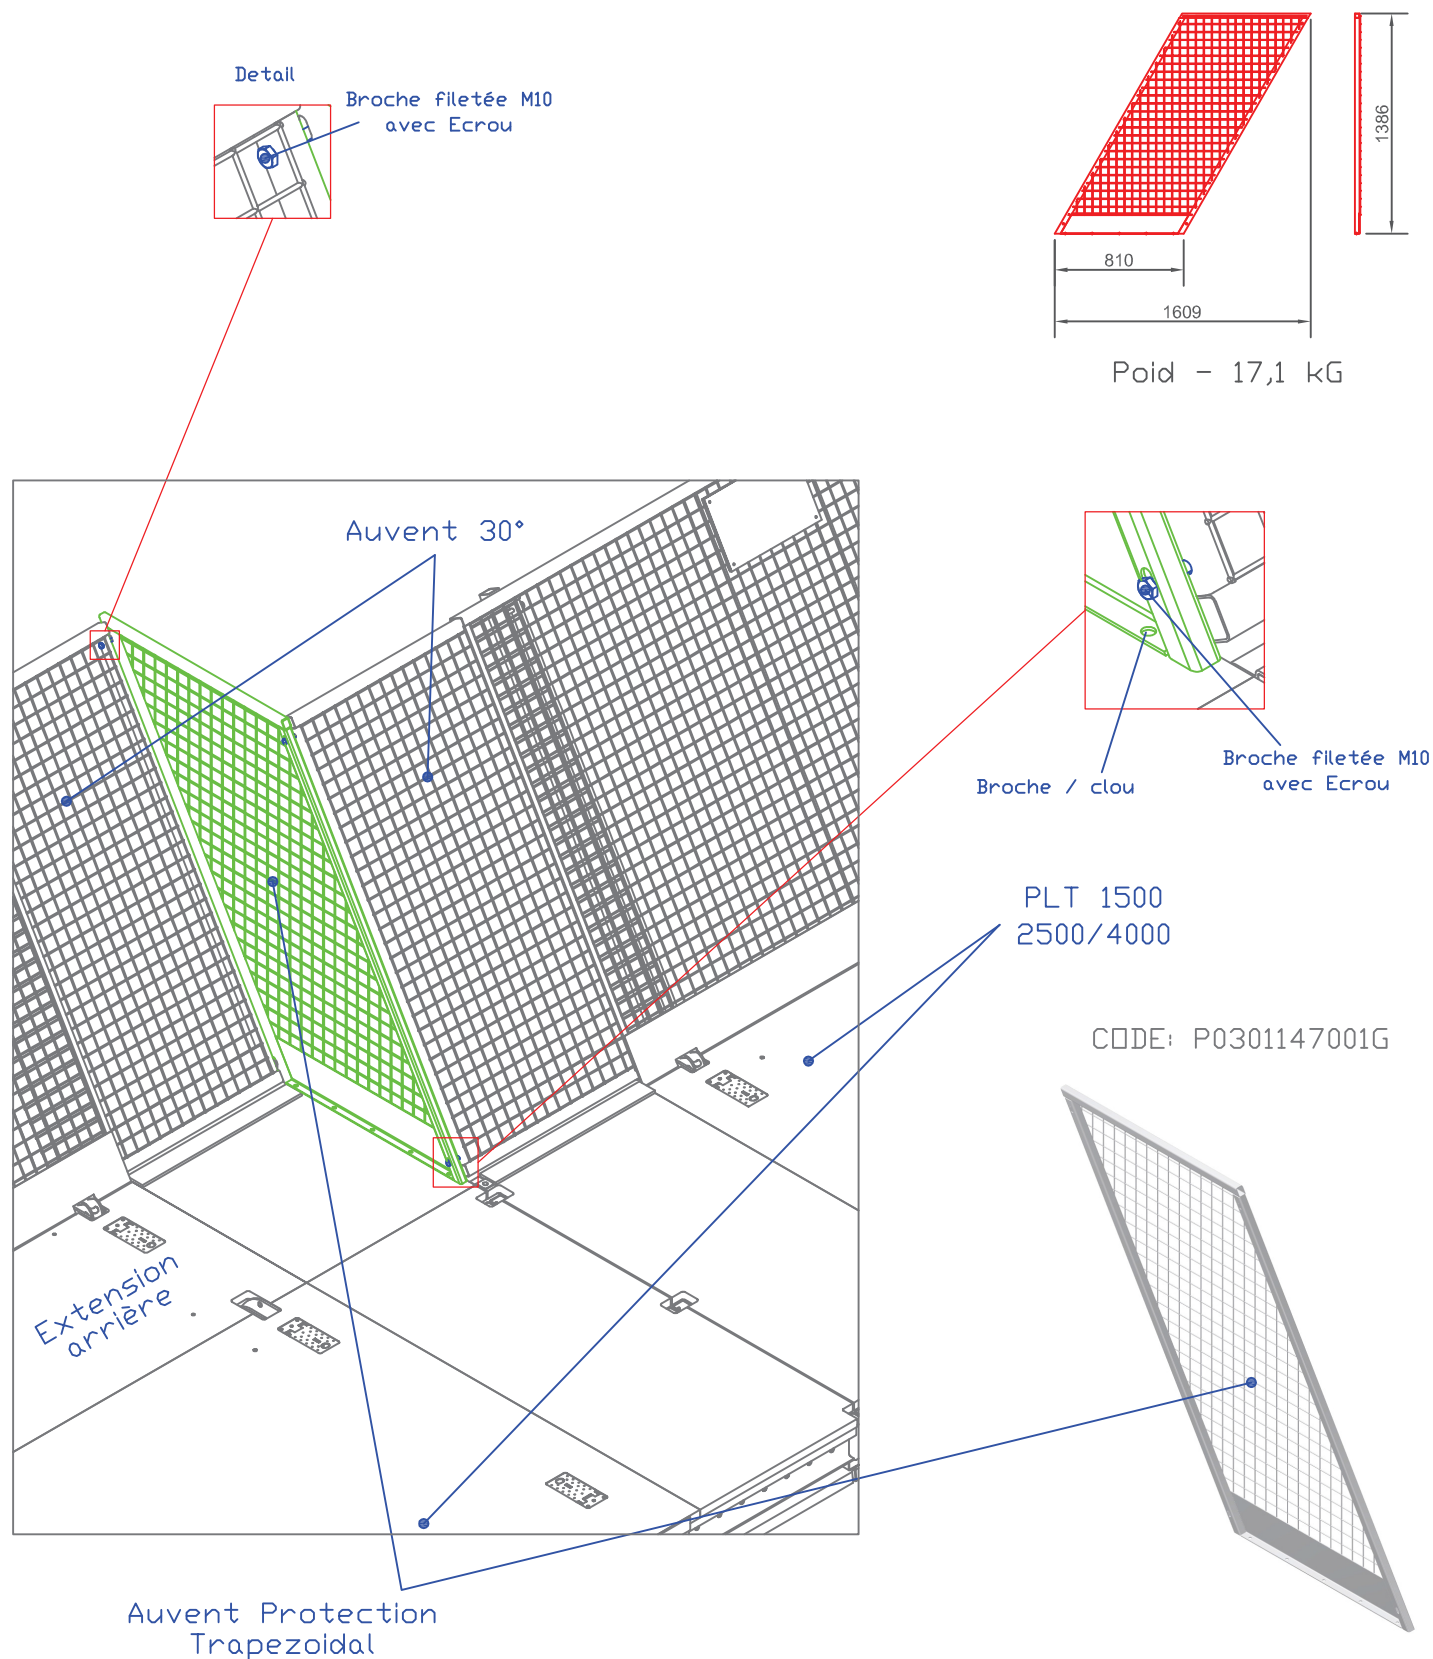 Detail
Broche filetée M10
avec Ecrou
1386
810
1609
Poid - 17,1 kG
Auvent 30°
Broche filetée M10
avec Ecrou
Broche / clou
PLT 1500
2500/4000
CODE: P0301147001G
Extension
arrière
Auvent Protection
Trapezoidal